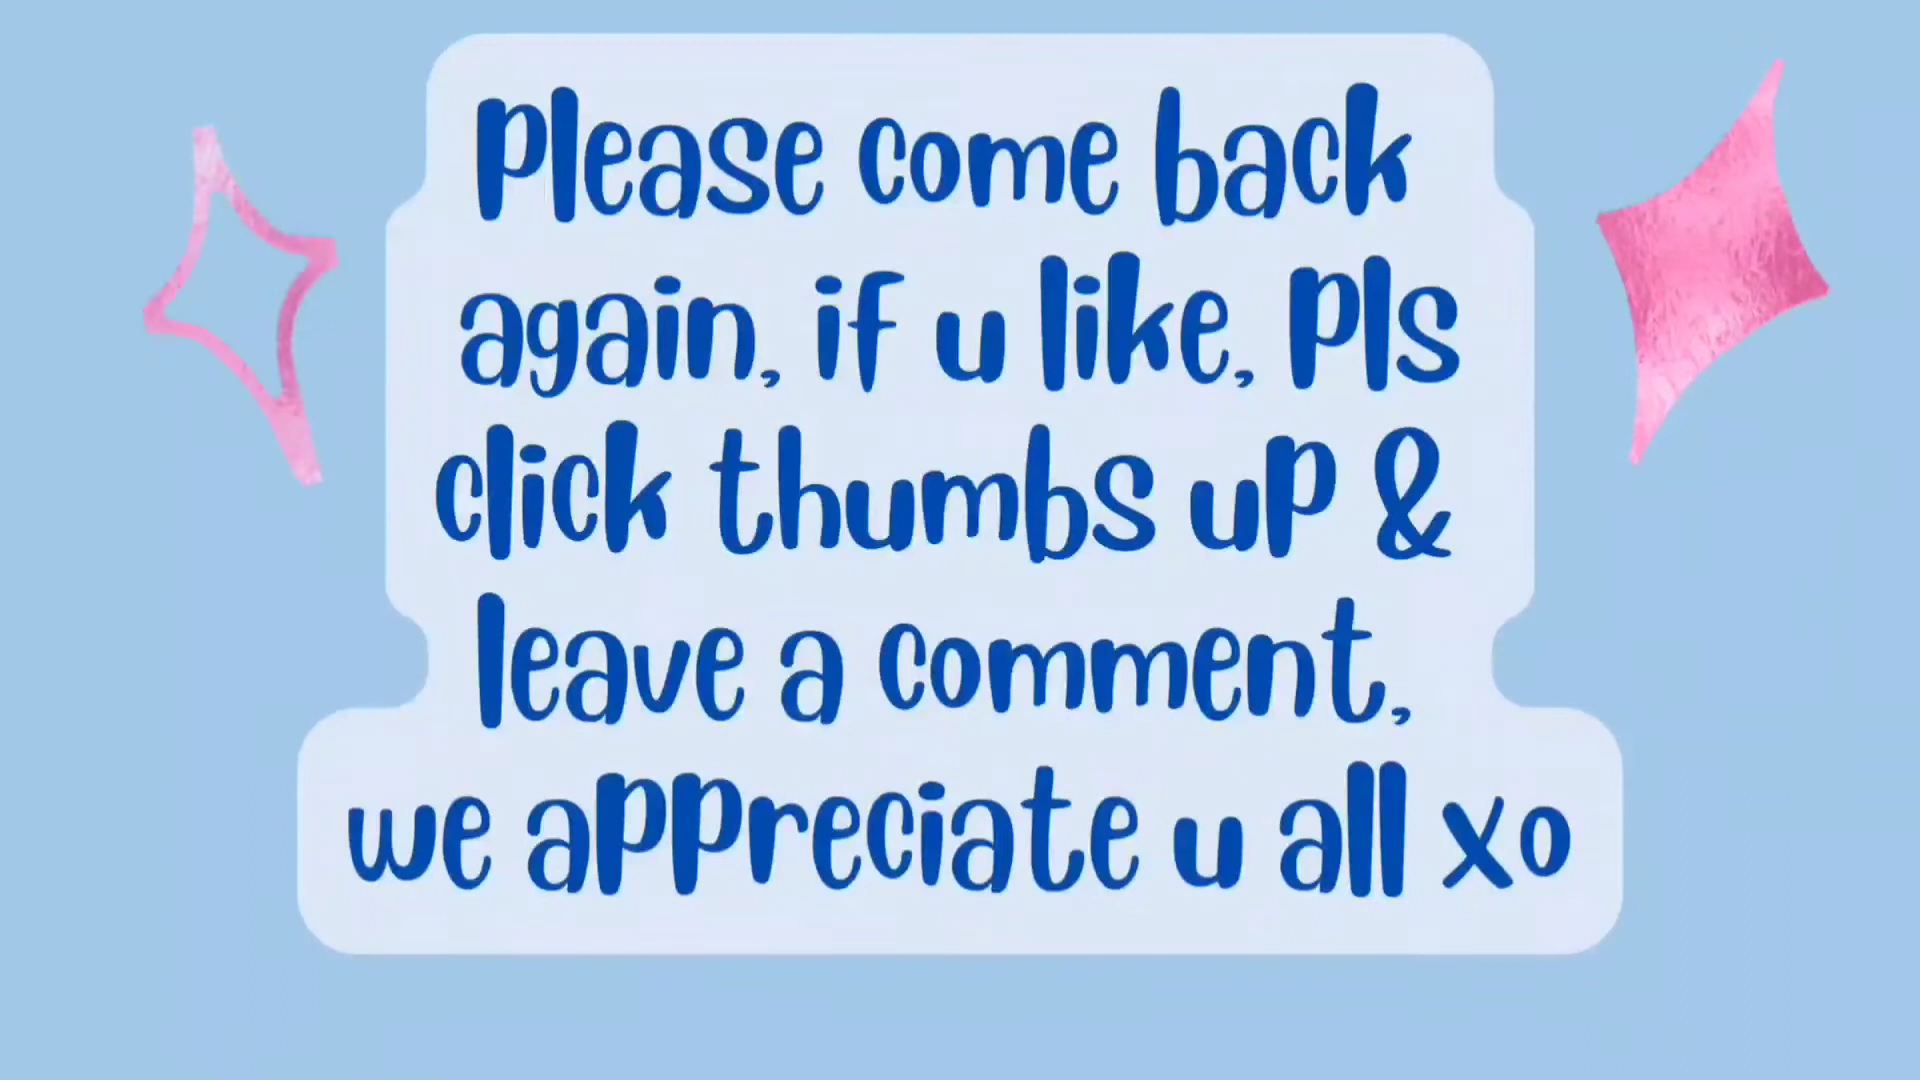 Please come back
again, if u like, pls
click thumbs up &
leave a comment,
we appreciate u all xo